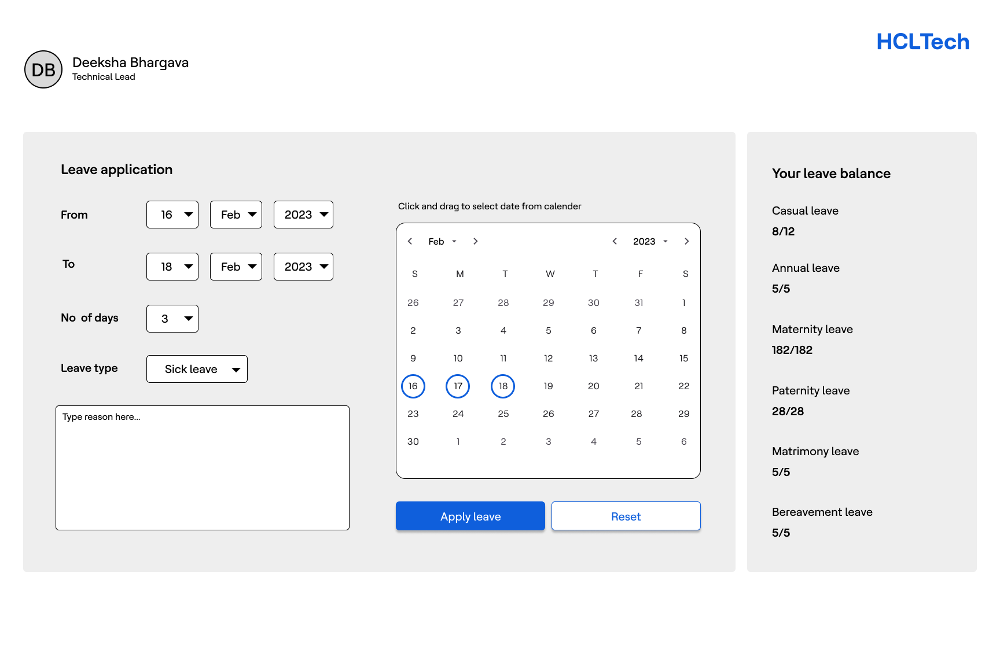 HCLTech
DB
Deeksha Bhargava
Technical Lead
Leave application
From 16 Feb 2023
To 18 Feb 2023
No of days 3
Leave type Sick leave
Type reason here...
Click and drag to select date from calender
Feb 2023
S M T W T F S
26 27 28 29 30 31 1
2 3 4 5 6 7 8
9 10 11 12 13 14 15
16 17 18 19 20 21 22
23 24 25 26 27 28 29
30 1 2 3 4 5 6
Apply leave Reset
Your leave balance
Casual leave
8/12
Annual leave
5/5
Maternity leave
182/182
Paternity leave
28/28
Matrimony leave
5/5
Bereavement leave
5/5